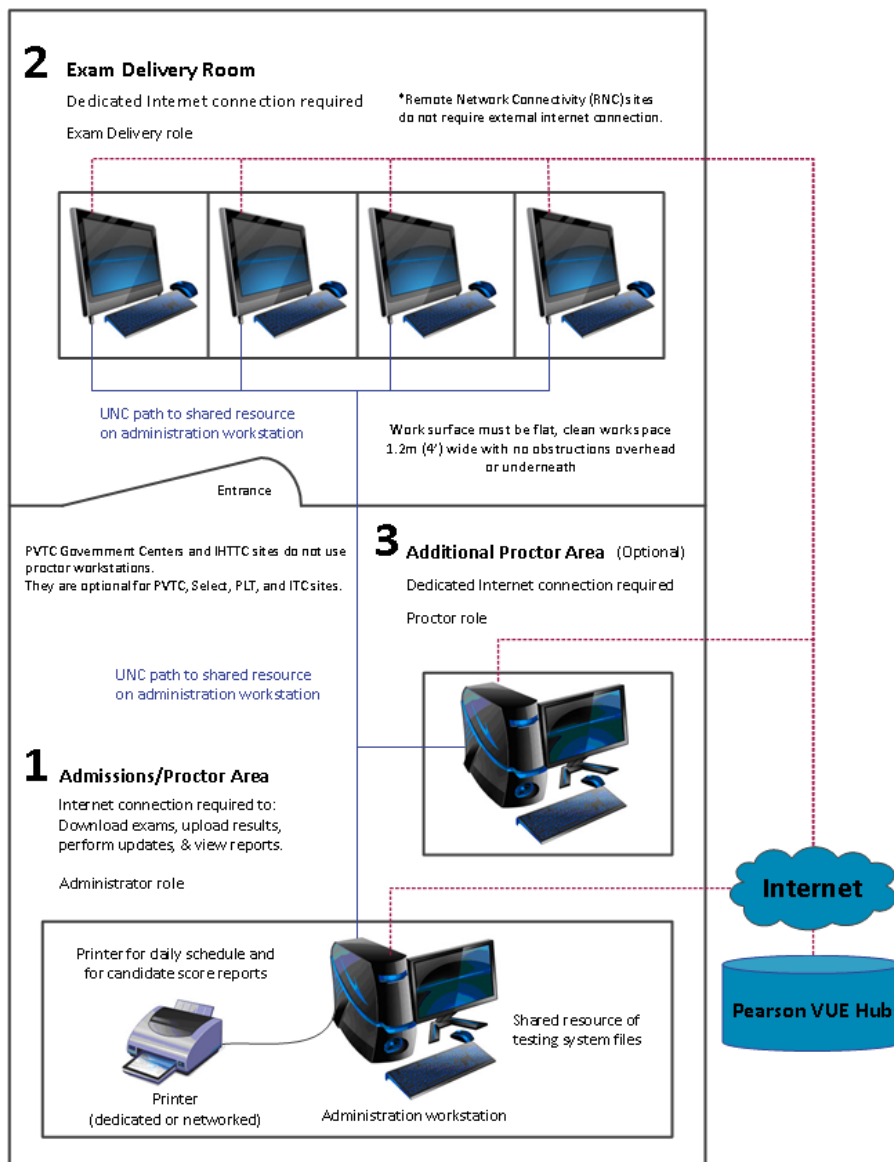 2 Exam Delivery Room
Dedicated Internet connection required
Exam Delivery role
*Remote Network Connectivity (RNC) sites
do not require external internet connection.
UNC path to shared resource
on administration workstation
Work surface must be flat, clean workspace
1.2m (4') wide with no obstructions overhead
or underneath
Entrance
PVTC Government Centers and IHTTC sites do not use
proctor workstations.
They are optional for PVTC, Select, PLT, and ITC sites.
3 Additional Proctor Area (Optional)
Dedicated Internet connection required
Proctor role
UNC path to shared resource
on administration workstation
1 Admissions/Proctor Area
Internet connection required to:
Download exams, upload results,
perform updates, & view reports.
Administrator role
Internet
Pearson VUE Hub
Printer for daily schedule and
for candidate score reports
Shared resource of
testing system files
Printer
(dedicated or networked)
Administration workstation